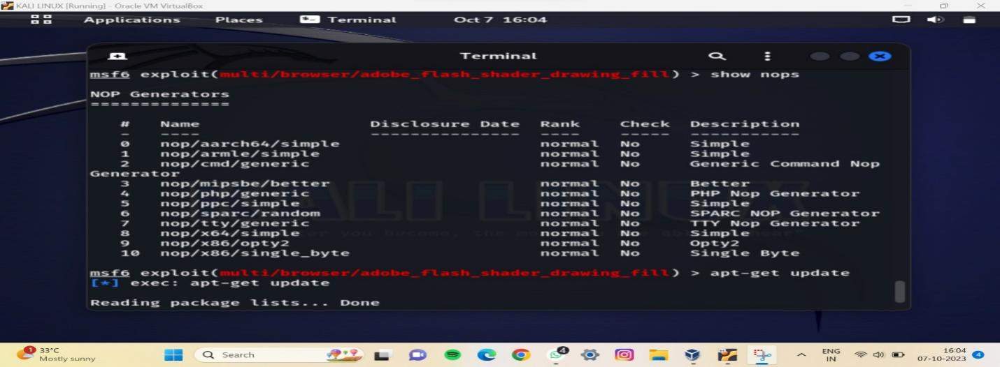 KALI LINUX [Running] - Oracle VM VirtualBox
Applications Places Terminal Oct 7 16:04
Terminal
msf6 exploit(multi/browser/adobe_flash_shader_drawing_fill) > show nops
NOP Generators
==============
# Name Disclosure Date Rank Check Description
- ---- --------------- ---- ----- -----------
0 nop/aarch64/simple normal No Simple
1 nop/armle/simple normal No Simple
2 nop/cmd/generic normal No Generic Command Nop
Generator
3 nop/mipsbe/better normal No Better
4 nop/php/generic normal No PHP Nop Generator
5 nop/ppc/simple normal No Simple
6 nop/sparc/random normal No SPARC NOP Generator
7 nop/tty/generic normal No TTY Nop Generator
8 nop/x64/simple normal No Simple
9 nop/x86/opty2 normal No Opty2
10 nop/x86/single_byte normal No Single Byte
msf6 exploit(multi/browser/adobe_flash_shader_drawing_fill) > apt-get update
[*] exec: apt-get update
Reading package lists... Done
KALI LINUX
you become, the
1 33°C
Mostly sunny
Search
4
ENG
IN
16:04
07-10-2023
4